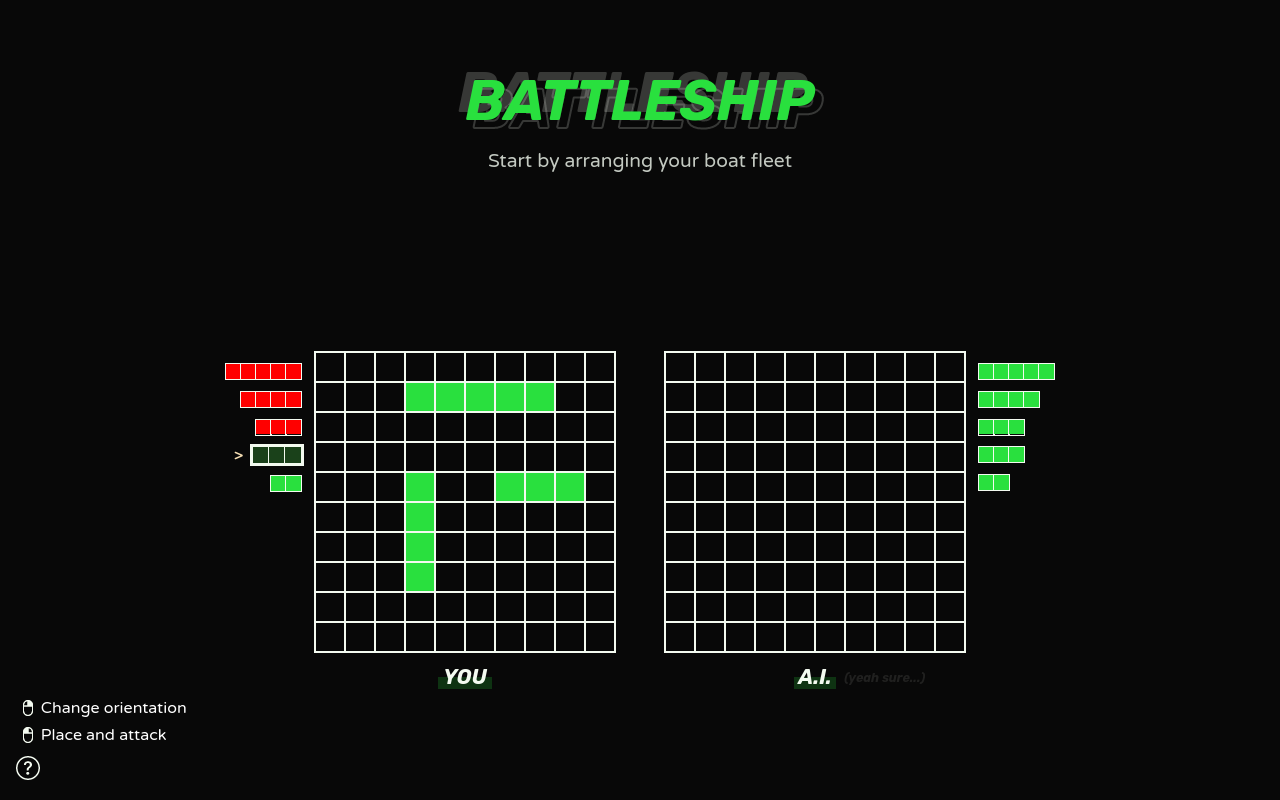 BATTLESHIP
Start by arranging your boat fleet
>
YOU
A.I. (yeah sure...)
Change orientation
Place and attack
?